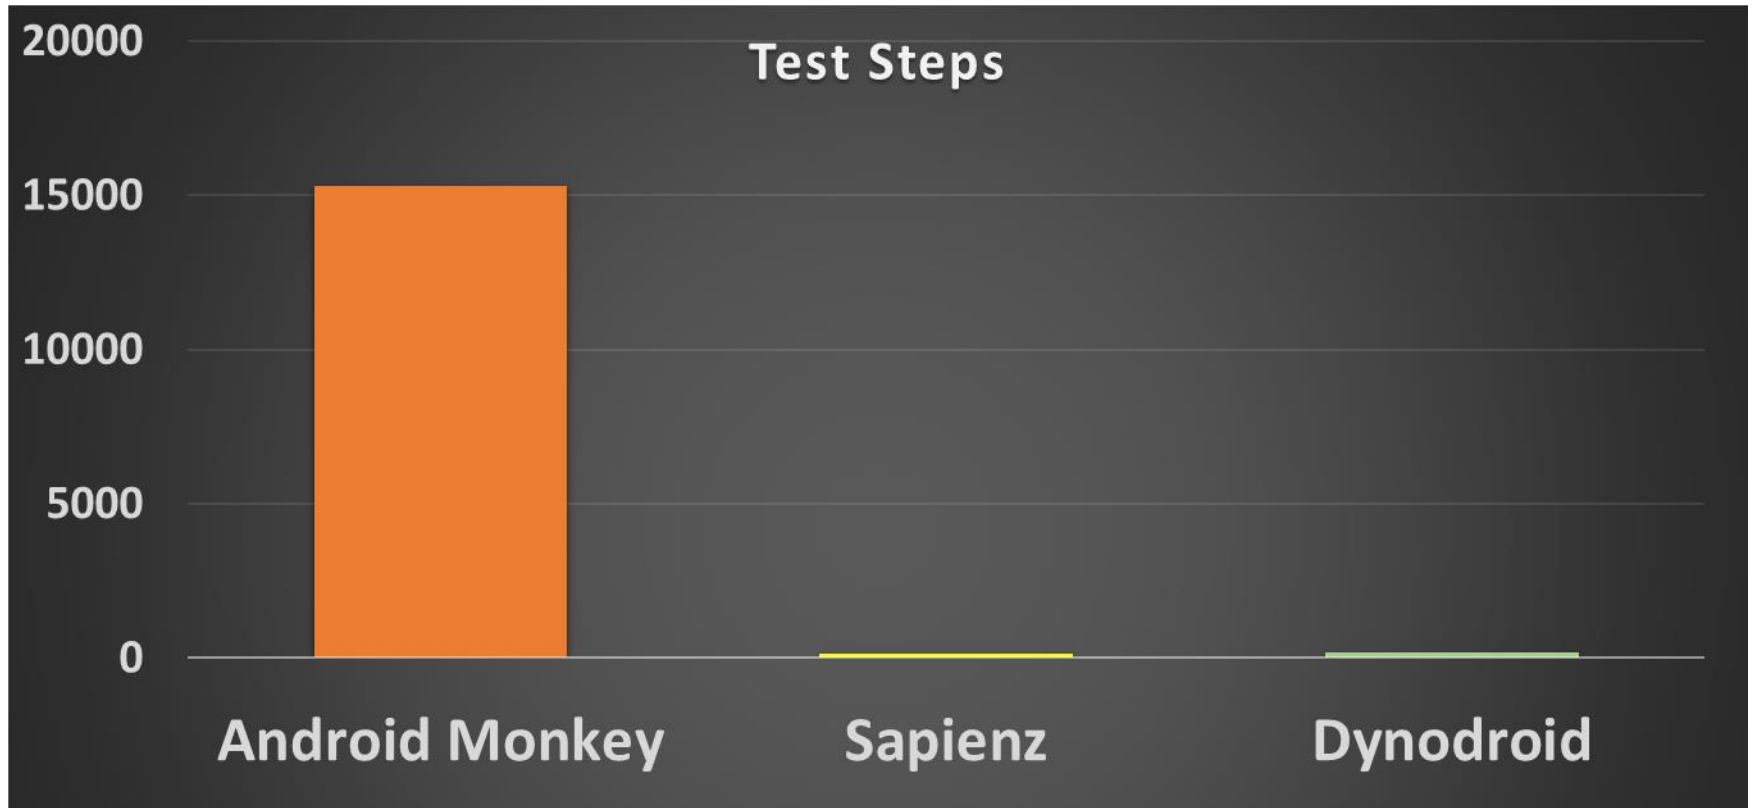 Test Steps
20000
15000
10000
5000
0
Android Monkey
Sapienz
Dynodroid